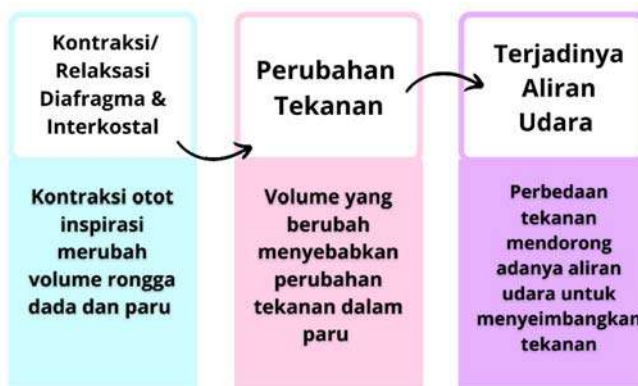 Kontraksi/
Relaksasi
Diafragma &
Interkostal
Kontraksi otot
inspirasi
merubah
volume rongga
dada dan paru
Perubahan
Tekanan
Volume yang
berubah
menyebabkan
perubahan
tekanan dalam
paru
Terjadinya
Aliran
Udara
Perbedaan
tekanan
mendorong
adanya aliran
udara untuk
menyeimbangkan
tekanan